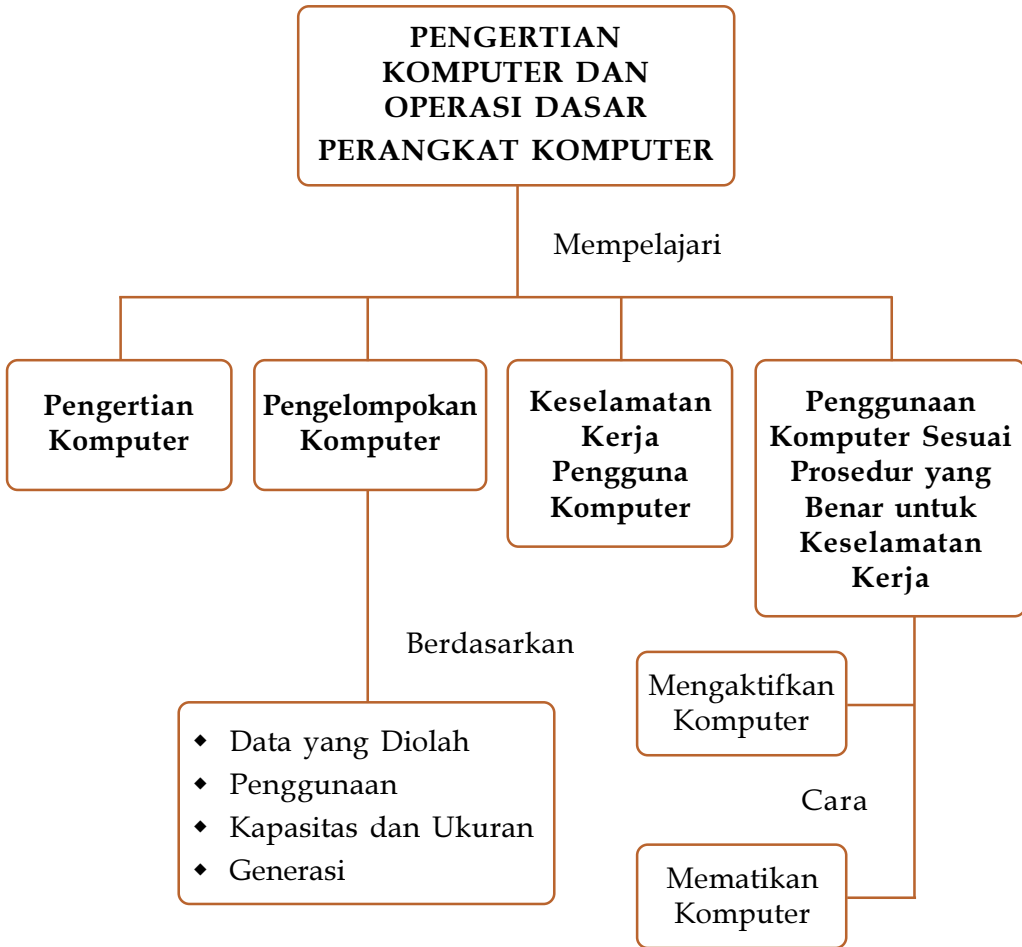 PENGERTIAN
KOMPUTER DAN
OPERASI DASAR
PERANGKAT KOMPUTER
Mempelajari
Pengertian
Komputer
Pengelompokan
Komputer
Keselamatan
Kerja
Pengguna
Komputer
Penggunaan
Komputer Sesuai
Prosedur yang
Benar untuk
Keselamatan
Kerja
Berdasarkan
◆ Data yang Diolah
◆ Penggunaan
◆ Kapasitas dan Ukuran
◆ Generasi
Mengaktifkan
Komputer
Cara
Mematikan
Komputer